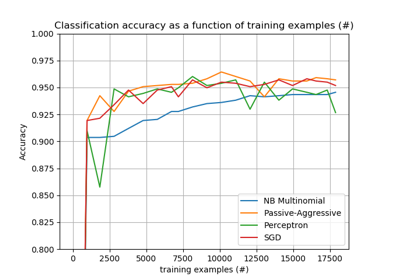 Classification accuracy as a function of training examples (#)
1.000
0.975
0.950
0.925
0.900
0.875
0.850
0.825
0.800
Accuracy
NB Multinomial
Passive-Aggressive
Perceptron
SGD
0 2500 5000 7500 10000 12500 15000 17500
training examples (#)